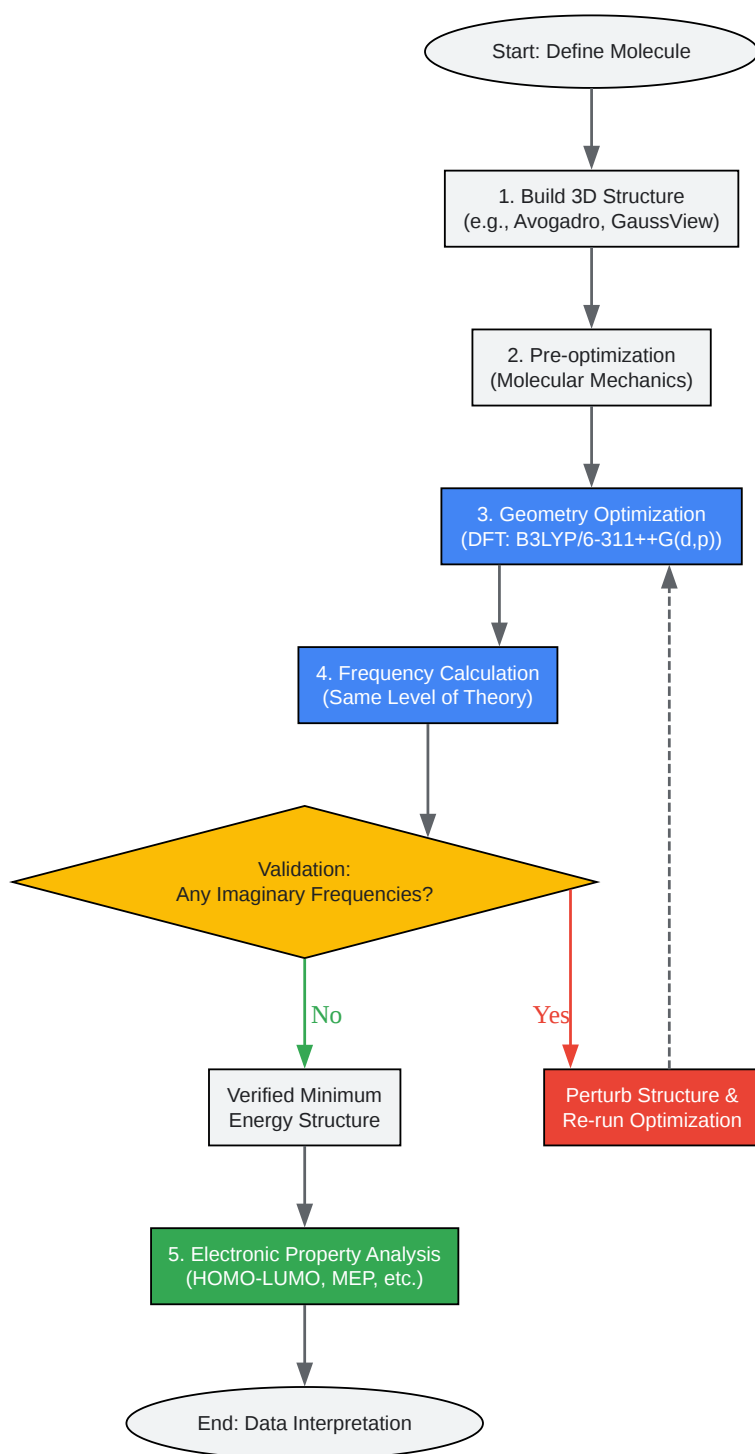 Start: Define Molecule
1. Build 3D Structure
(e.g., Avogadro, GaussView)
2. Pre-optimization
(Molecular Mechanics)
3. Geometry Optimization
(DFT: B3LYP/6-311++G(d,p))
4. Frequency Calculation
(Same Level of Theory)
Validation:
Any Imaginary Frequencies?
No
Yes
Verified Minimum
Energy Structure
Perturb Structure &
Re-run Optimization
5. Electronic Property Analysis
(HOMO-LUMO, MEP, etc.)
End: Data Interpretation